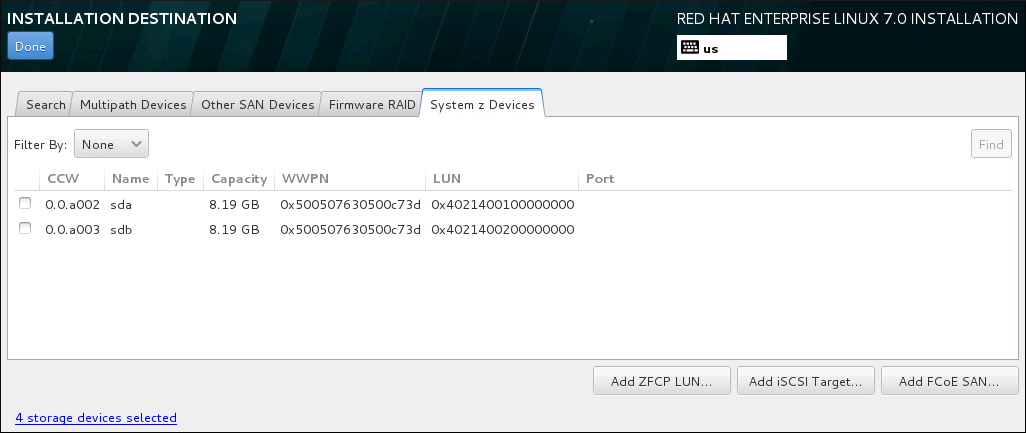 INSTALLATION DESTINATION
RED HAT ENTERPRISE LINUX 7.0 INSTALLATION
Done
us
Search Multipath Devices Other SAN Devices Firmware RAID System z Devices
Filter By: None Find
CCW Name Type Capacity WWPN LUN Port
0.0.a002 sda 8.19 GB 0x500507630500c73d 0x4021400100000000
0.0.a003 sdb 8.19 GB 0x500507630500c73d 0x4021400200000000
Add ZFCP LUN... Add iSCSI Target... Add FCoE SAN...
4 storage devices selected